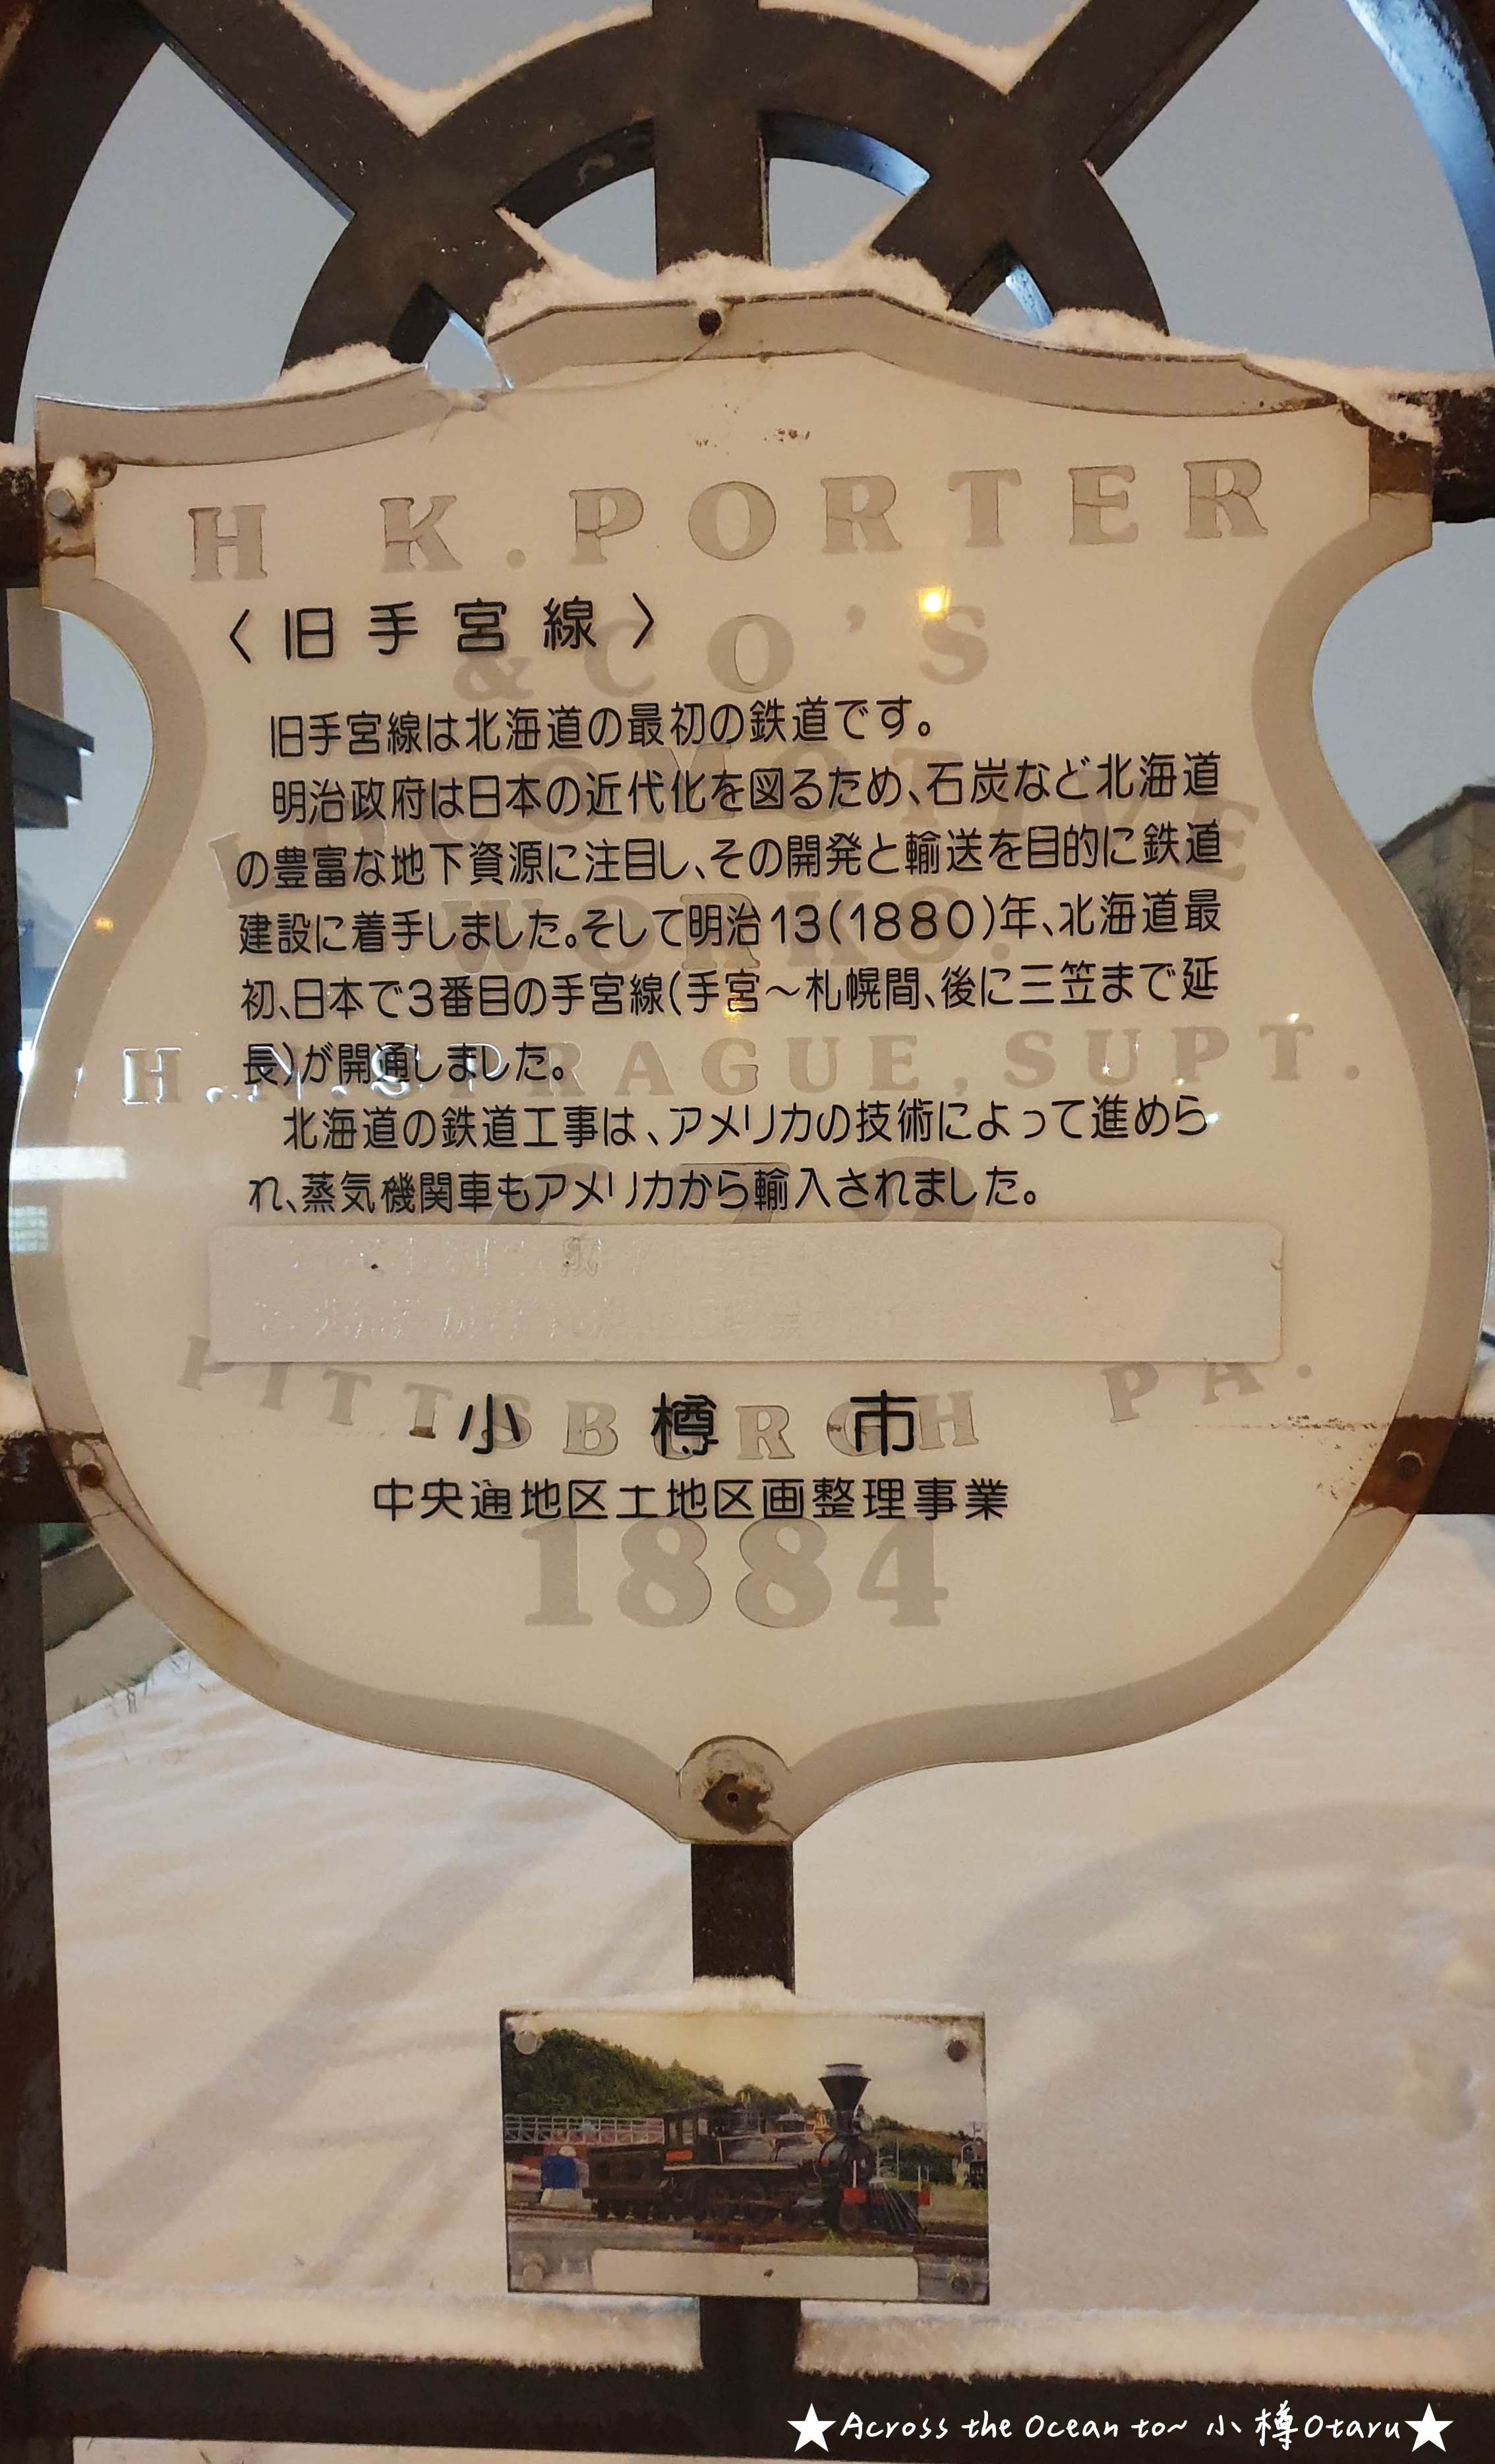 H K.PORTER
〈旧手宮線〉
& CO'S
旧手宮線は北海道の最初の鉄道です。
明治政府は日本の近代化を図るため、石炭など北海道
の豊富な地下資源に注目し、その開発と輸送を目的に鉄道
建設に着手しました。そして明治13(1880)年、北海道最
初、日本で3番目の手宮線(手宮～札幌間、後に三笠まで延
長)が開通しました。
H.N.SPRAGUE,SUPT.
北海道の鉄道工事は、アメリカの技術によって進めら
れ、蒸気機関車もアメリカから輸入されました。
PITTSBURGH PA.
小樽市
中央通地区土地区画整理事業
1884
★Across the Ocean to~ 小樽Otaru★